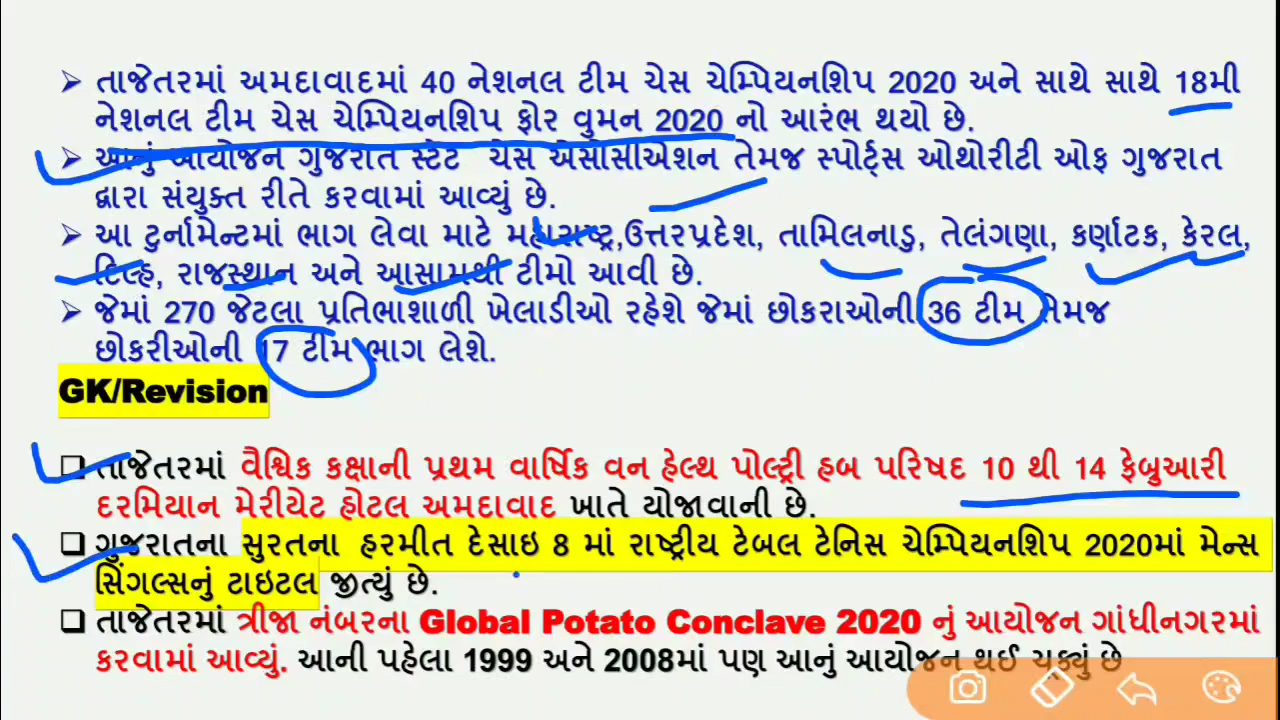 ➢ તાજેતરમાં અમદાવાદમાં 40 નેશનલ ટીમ ચેસ ચેમ્પિયનશિપ 2020 અને સાથે સાથે 18મી
નેશનલ ટીમ ચેસ ચેમ્પિયનશિપ ફોર વુમન 2020 નો આરંભ થયો છે.
➢ આનું આયોજન ગુજરાત સ્ટેટ ચેસ એસોસીએશન તેમજ સ્પોર્ટ્સ ઓથોરીટી ઓફ ગુજરાત
દ્વારા સંયુક્ત રીતે કરવામાં આવ્યું છે.
➢ આ ટુર્નામેન્ટમાં ભાગ લેવા માટે મહારાષ્ટ્ર,ઉત્તરપ્રદેશ, તામિલનાડુ, તેલંગણા, કર્ણાટક, કેરલ,
દિલ્હ, રાજસ્થાન અને આસામથી ટીમો આવી છે.
➢ જેમાં 270 જેટલા પ્રતિભાશાળી ખેલાડીઓ રહેશે જેમાં છોકરાઓની 36 ટીમ તેમજ
છોકરીઓની 17 ટીમ ભાગ લેશે.
GK/Revision
❑ તાજેતરમાં વૈશ્વિક કક્ષાની પ્રથમ વાર્ષિક વન હેલ્થ પોલ્ટ્રી હબ પરિષદ 10 થી 14 ફેબ્રુઆરી
દરમિયાન મેરીયેટ હોટલ અમદાવાદ ખાતે યોજાવાની છે.
❑ ગુજરાતના સુરતના હરમીત દેસાઇ 8 માં રાષ્ટ્રીય ટેબલ ટેનિસ ચેમ્પિયનશિપ 2020માં મેન્સ
સિંગલ્સનું ટાઇટલ જીત્યું છે.
❑ તાજેતરમાં ત્રીજા નંબરના Global Potato Conclave 2020 નું આયોજન ગાંધીનગરમાં
કરવામાં આવ્યું. આની પહેલા 1999 અને 2008માં પણ આનું આયોજન થઈ ચૂક્યું છે